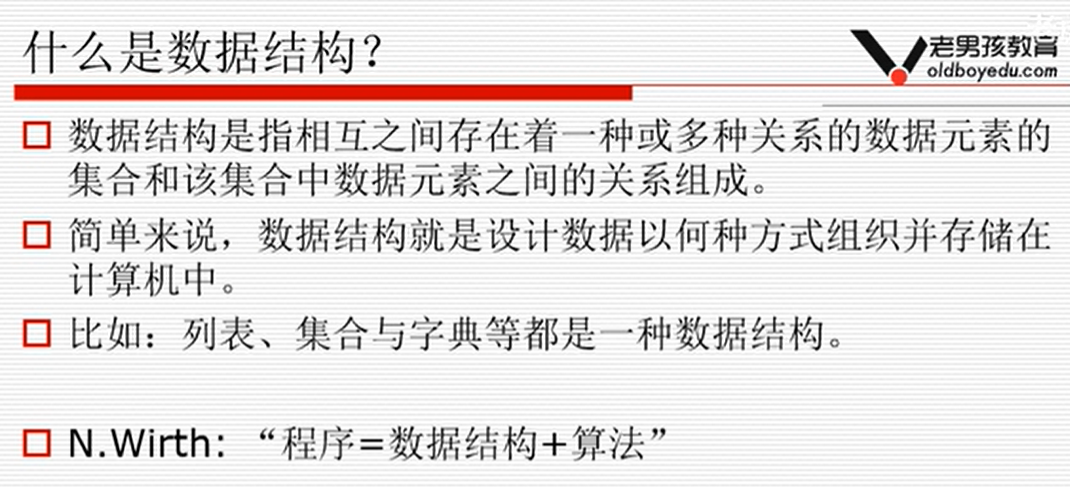 什么是数据结构？
老男孩教育
oldboyedu.com
数据结构是指相互之间存在着一种或多种关系的数据元素的
集合和该集合中数据元素之间的关系组成。
简单来说，数据结构就是设计数据以何种方式组织并存储在
计算机中。
比如：列表、集合与字典等都是一种数据结构。
N.Wirth: “程序=数据结构+算法”